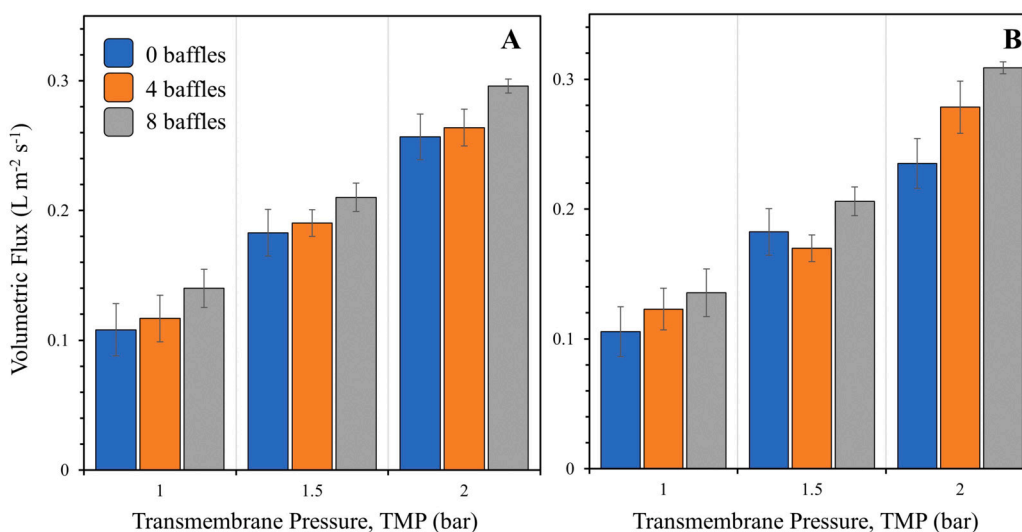 A
0 baffles
4 baffles
8 baffles
0.3
0.2
0.1
0
Volumetric Flux (L m⁻² s⁻¹)
1
1.5
2
Transmembrane Pressure, TMP (bar)
B
0.3
0.2
0.1
0
1
1.5
2
Transmembrane Pressure, TMP (bar)